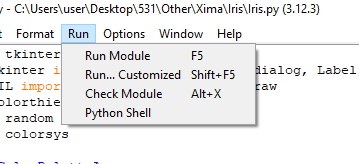 - C:\Users\user\Desktop\531\Other\Xima\Iris\Iris.py (3.12.3)
Format Run Options Window Help
tkinter
Run Module F5
kinter i dialog, Label
Run... Customized Shift+F5
IL impor raw
Check Module Alt+X
olorthie
Python Shell
random
colorsys